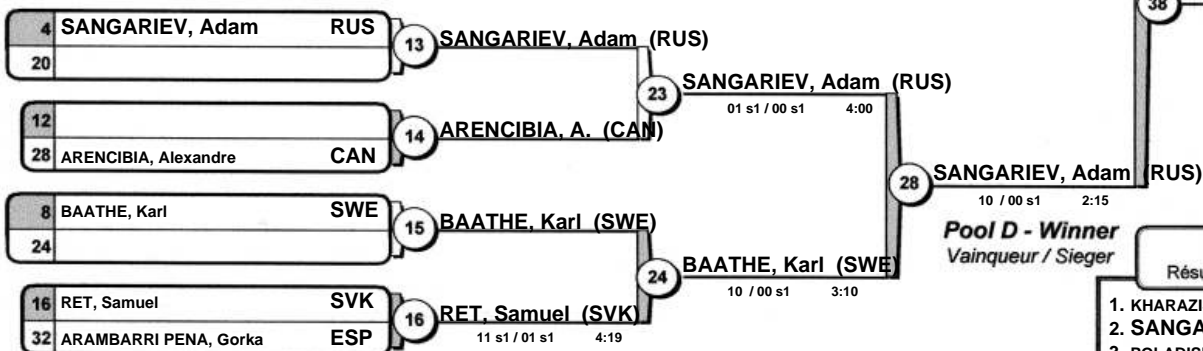 38
4 SANGARIEV, Adam RUS
20
13 SANGARIEV, Adam (RUS)
12
28 ARENCIBIA, Alexandre CAN
14 ARENCIBIA, A. (CAN)
23 SANGARIEV, Adam (RUS)
01 s1 / 00 s1 4:00
8 BAATHE, Karl SWE
24
15 BAATHE, Karl (SWE)
16 RET, Samuel SVK
32 ARAMBARRI PENA, Gorka ESP
16 RET, Samuel (SVK)
11 s1 / 01 s1 4:19
24 BAATHE, Karl (SWE)
10 / 00 s1 3:10
28 SANGARIEV, Adam (RUS)
10 / 00 s1 2:15
Pool D - Winner
Vainqueur / Sieger
Résu
1. KHARAZI
2. SANGA